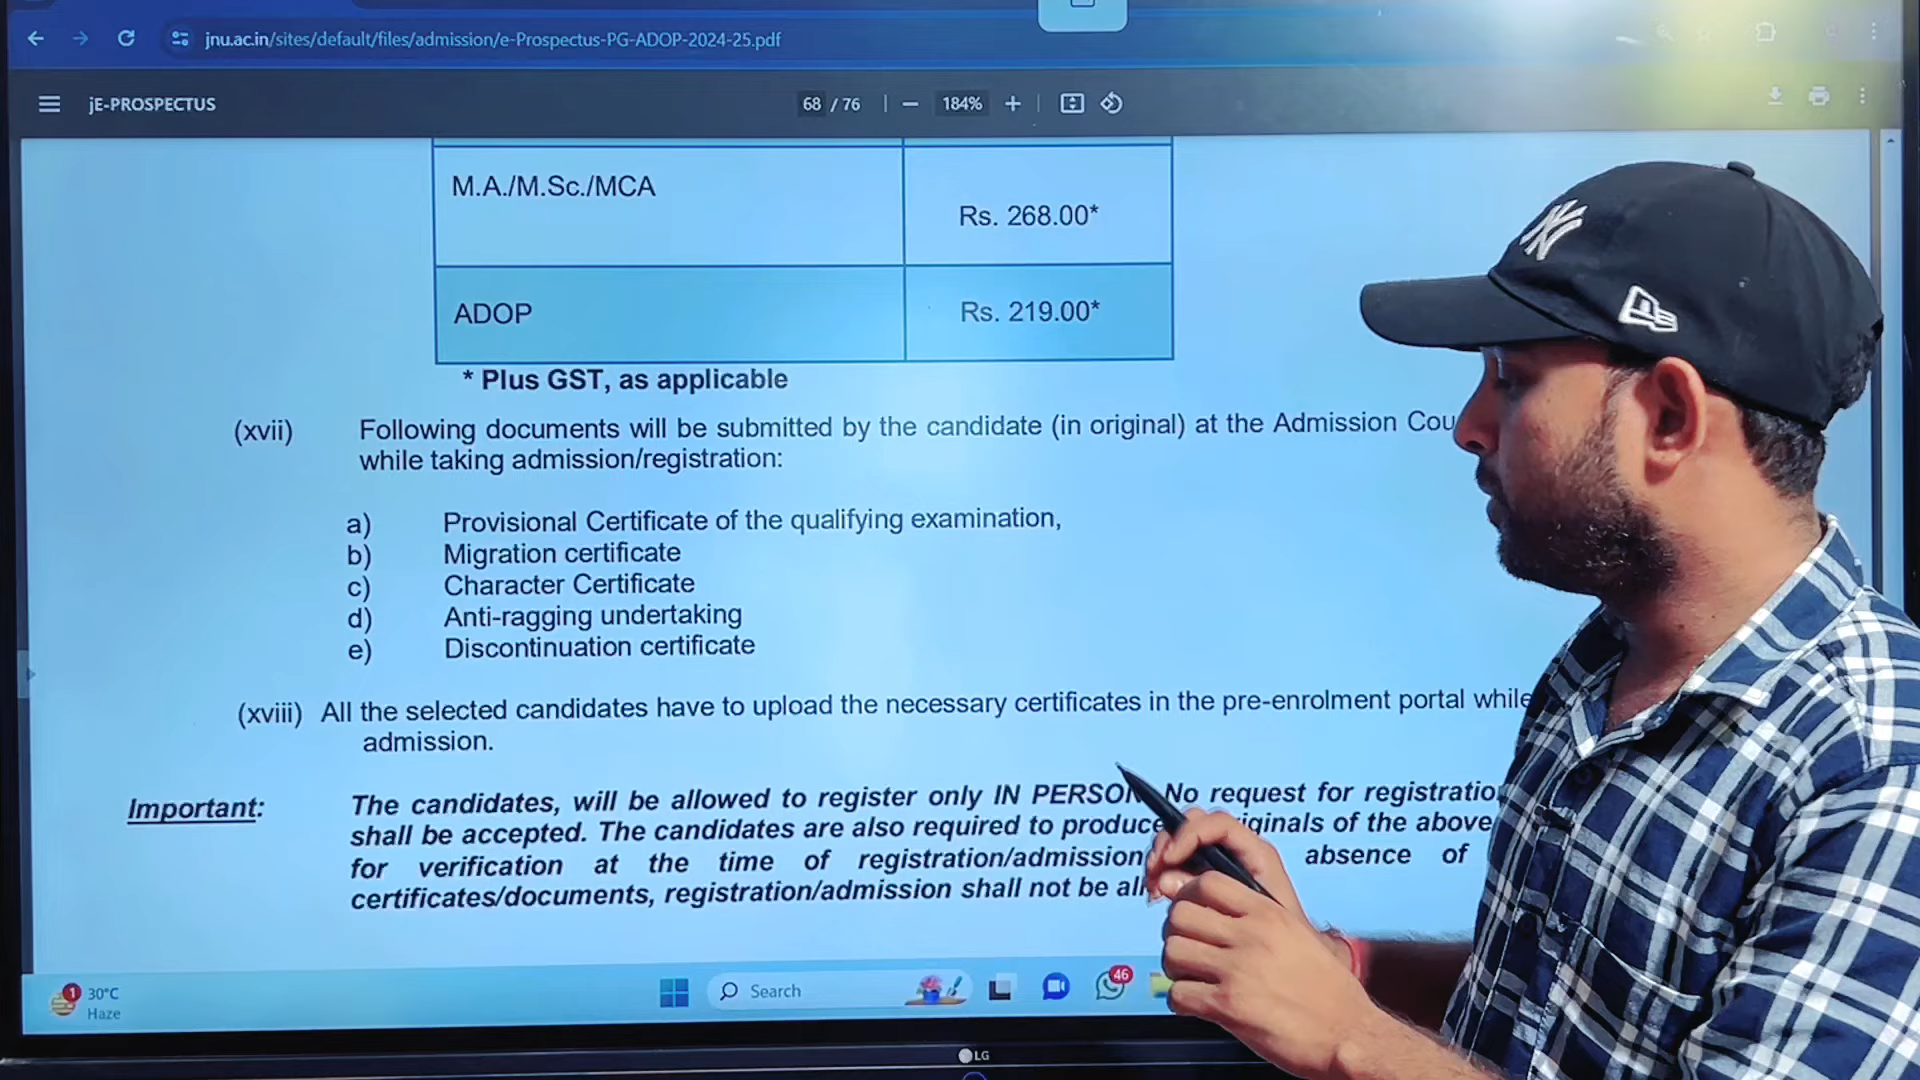 jnu.ac.in/sites/default/files/admission/e-Prospectus-PG-ADOP-2024-25.pdf
jE-PROSPECTUS
68 / 76
184%
M.A./M.Sc./MCA
Rs. 268.00*
ADOP
Rs. 219.00*
* Plus GST, as applicable
(xvii) Following documents will be submitted by the candidate (in original) at the Admission Cou
while taking admission/registration:
a) Provisional Certificate of the qualifying examination,
b) Migration certificate
c) Character Certificate
d) Anti-ragging undertaking
e) Discontinuation certificate
(xviii) All the selected candidates have to upload the necessary certificates in the pre-enrolment portal while
admission.
Important: The candidates, will be allowed to register only IN PERSON No request for registratio
shall be accepted. The candidates are also required to produce iginals of the above
for verification at the time of registration/admission absence of
certificates/documents, registration/admission shall not be al
1
30°C
Haze
Search
46
LG
NY